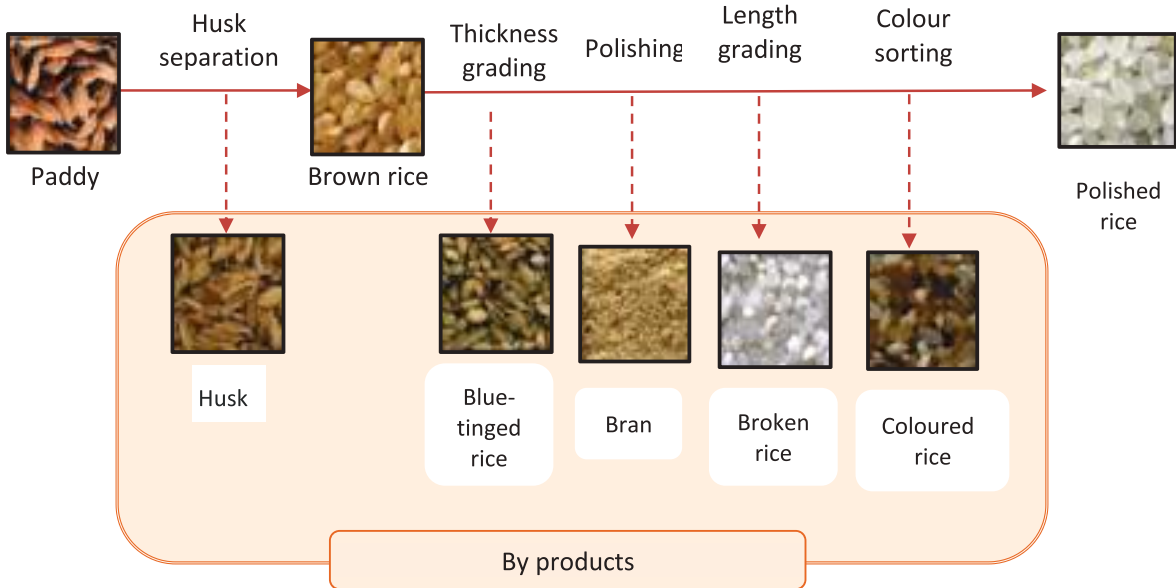 Husk
separation
Thickness
grading
Polishing
Length
grading
Colour
sorting
Paddy
Brown rice
Polished
rice
Husk
Blue-
tinged
rice
Bran
Broken
rice
Coloured
rice
By products